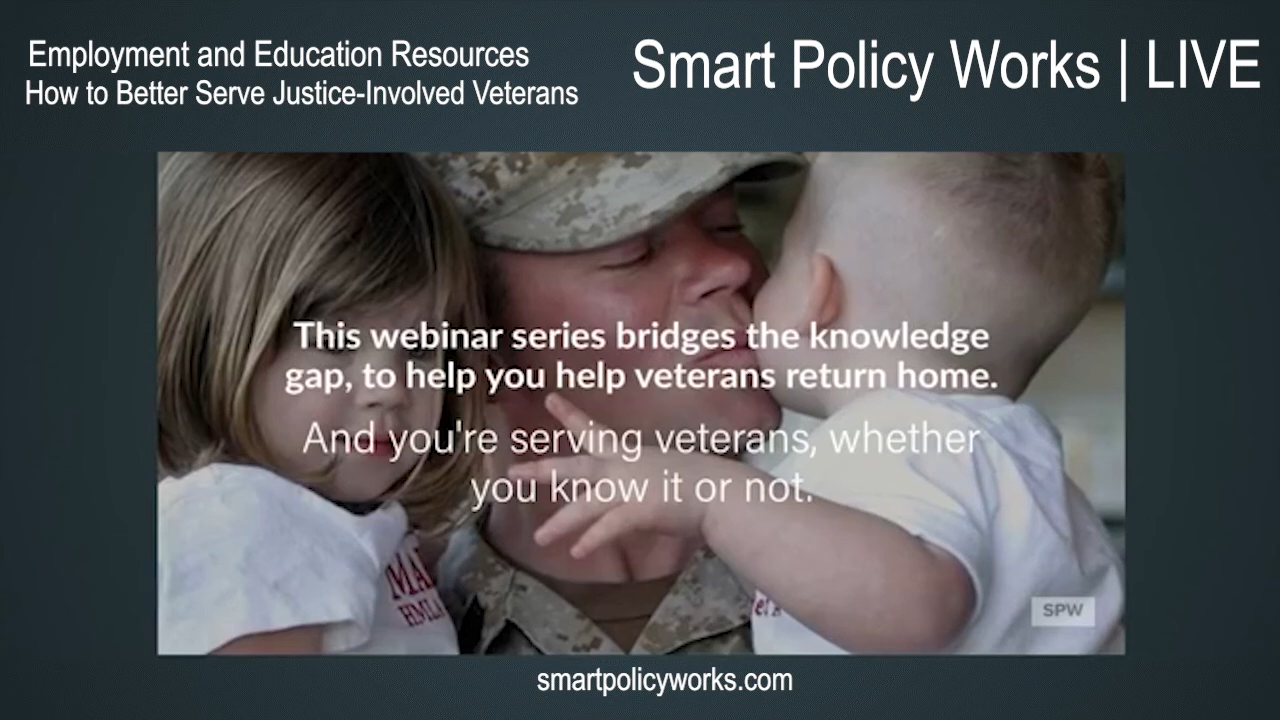 Employment and Education Resources
How to Better Serve Justice-Involved Veterans
Smart Policy Works | LIVE
This webinar series bridges the knowledge
gap, to help you help veterans return home.
And you're serving veterans, whether
you know it or not.
SPW
smartpolicyworks.com